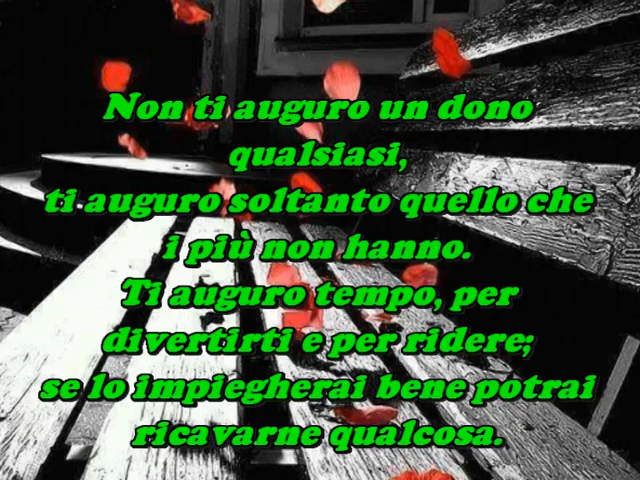 Non ti auguro un dono
qualsiasi,
ti auguro soltanto quello che
i più non hanno.
Ti auguro tempo, per
divertirti e per ridere;
se lo impiegherai bene potrai
ricavarne qualcosa.